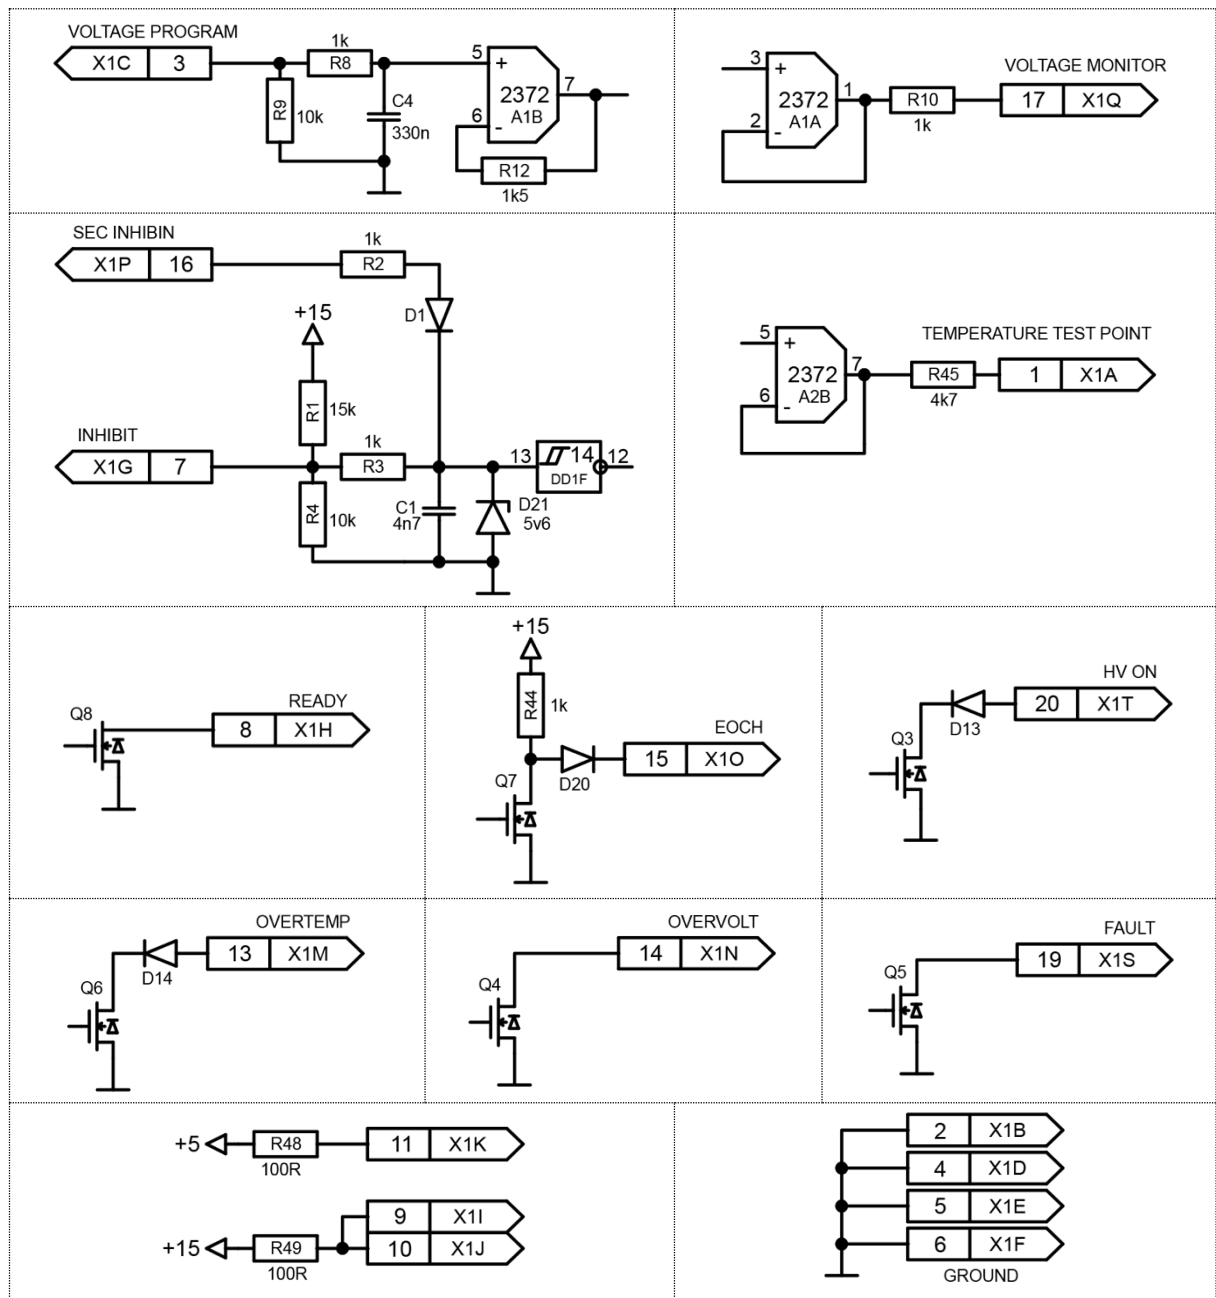 VOLTAGE PROGRAM
X1C 3
1k
R8
R9
10k
C4
330n
5
+
2372
A1B
7
6
-
R12
1k5
3
+
2372
A1A
1
2
-
R10
1k
VOLTAGE MONITOR
17 X1Q
SEC INHIBIN
X1P 16
1k
R2
D1
+15
R1
15k
INHIBIT
X1G 7
1k
R3
R4
10k
C1
4n7
D21
5v6
13
14
DD1F
12
5
+
2372
A2B
7
6
-
R45
4k7
TEMPERATURE TEST POINT
1 X1A
Q8
READY
8 X1H
+15
R44
1k
Q7
D20
EOCH
15 X1O
Q3
D13
HV ON
20 X1T
Q6
D14
OVERTEMP
13 X1M
Q4
OVERVOLT
14 X1N
Q5
FAULT
19 X1S
+5
R48
100R
11 X1K
+15
R49
100R
9 X1I
10 X1J
2 X1B
4 X1D
5 X1E
6 X1F
GROUND